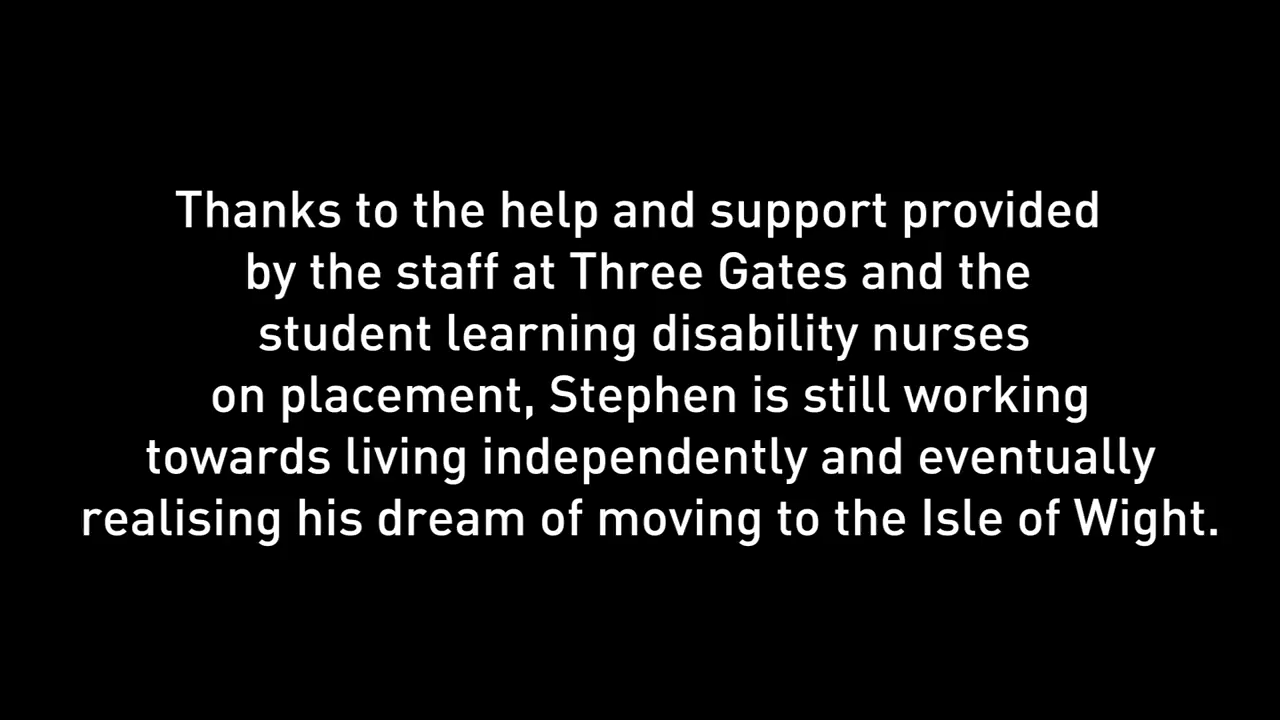 Thanks to the help and support provided
by the staff at Three Gates and the
student learning disability nurses
on placement, Stephen is still working
towards living independently and eventually
realising his dream of moving to the Isle of Wight.